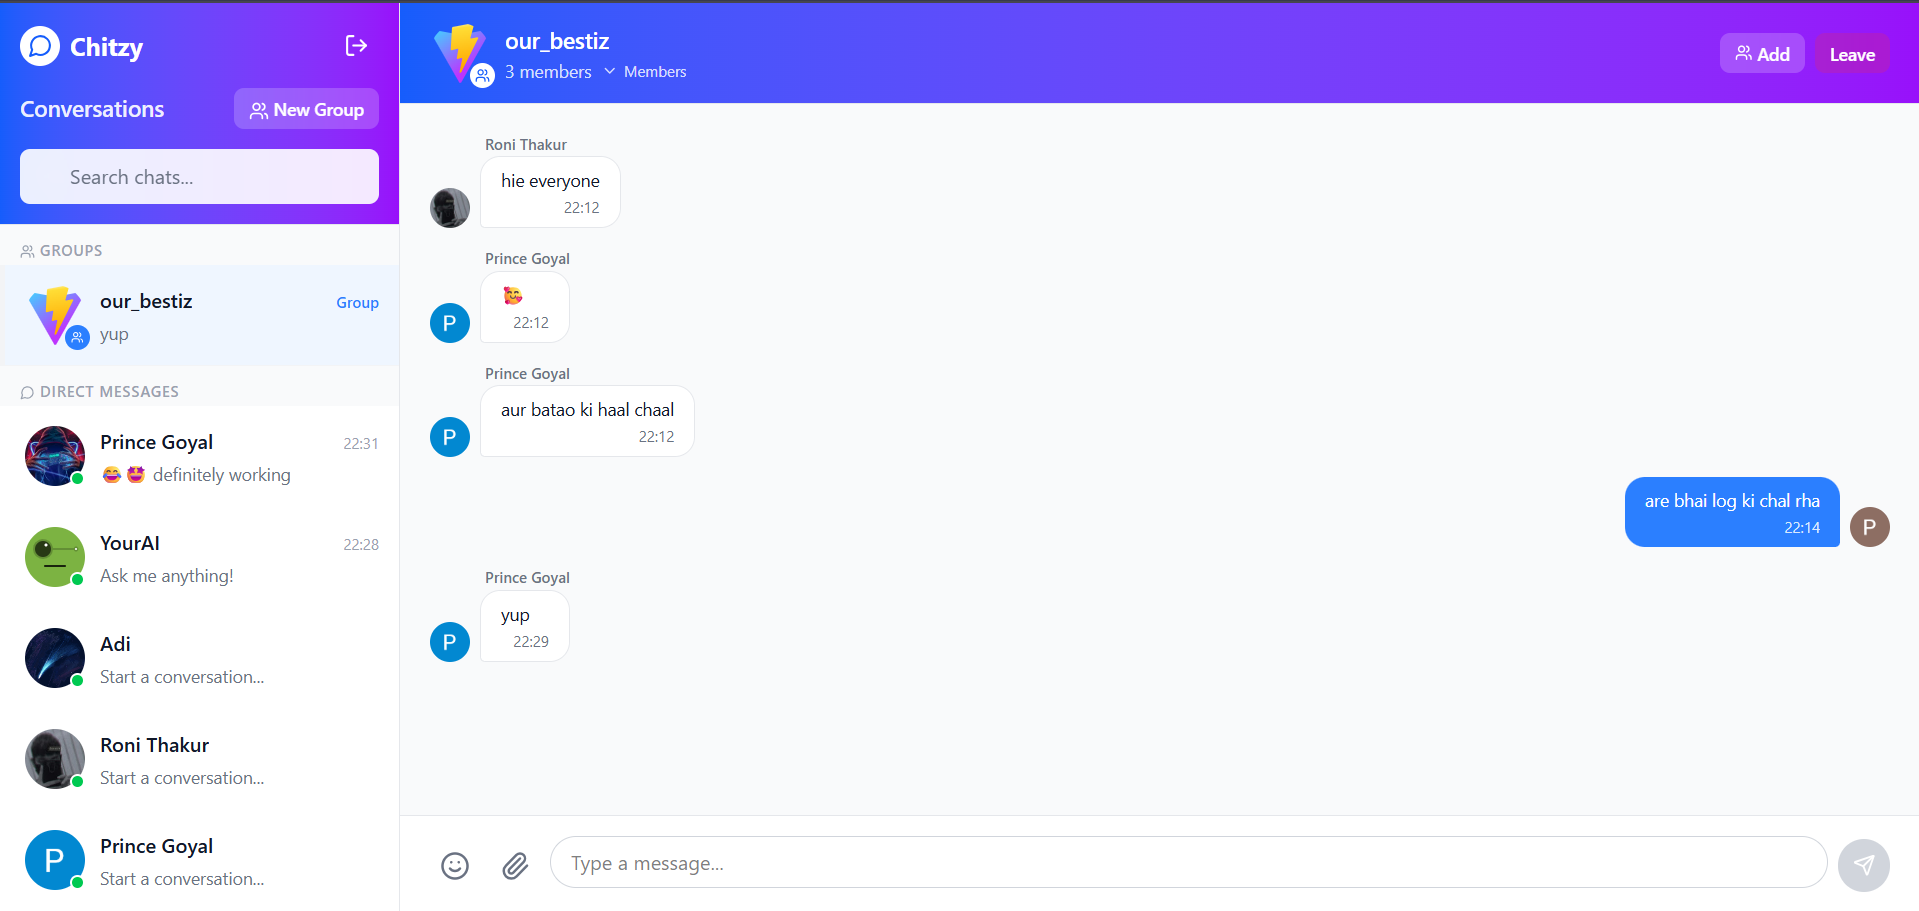 Chitzy
Conversations
New Group
Search chats...
GROUPS
our_bestiz
Group
yup
DIRECT MESSAGES
Prince Goyal
22:31
😂 🤩 definitely working
YourAI
22:28
Ask me anything!
Adi
Start a conversation...
Roni Thakur
Start a conversation...
P
Prince Goyal
Start a conversation...
our_bestiz
3 members
Members
Add
Leave
Roni Thakur
hie everyone
22:12
Prince Goyal
🥰
22:12
P
Prince Goyal
aur batao ki haal chaal
22:12
P
are bhai log ki chal rha
22:14
P
Prince Goyal
yup
22:29
P
Type a message...